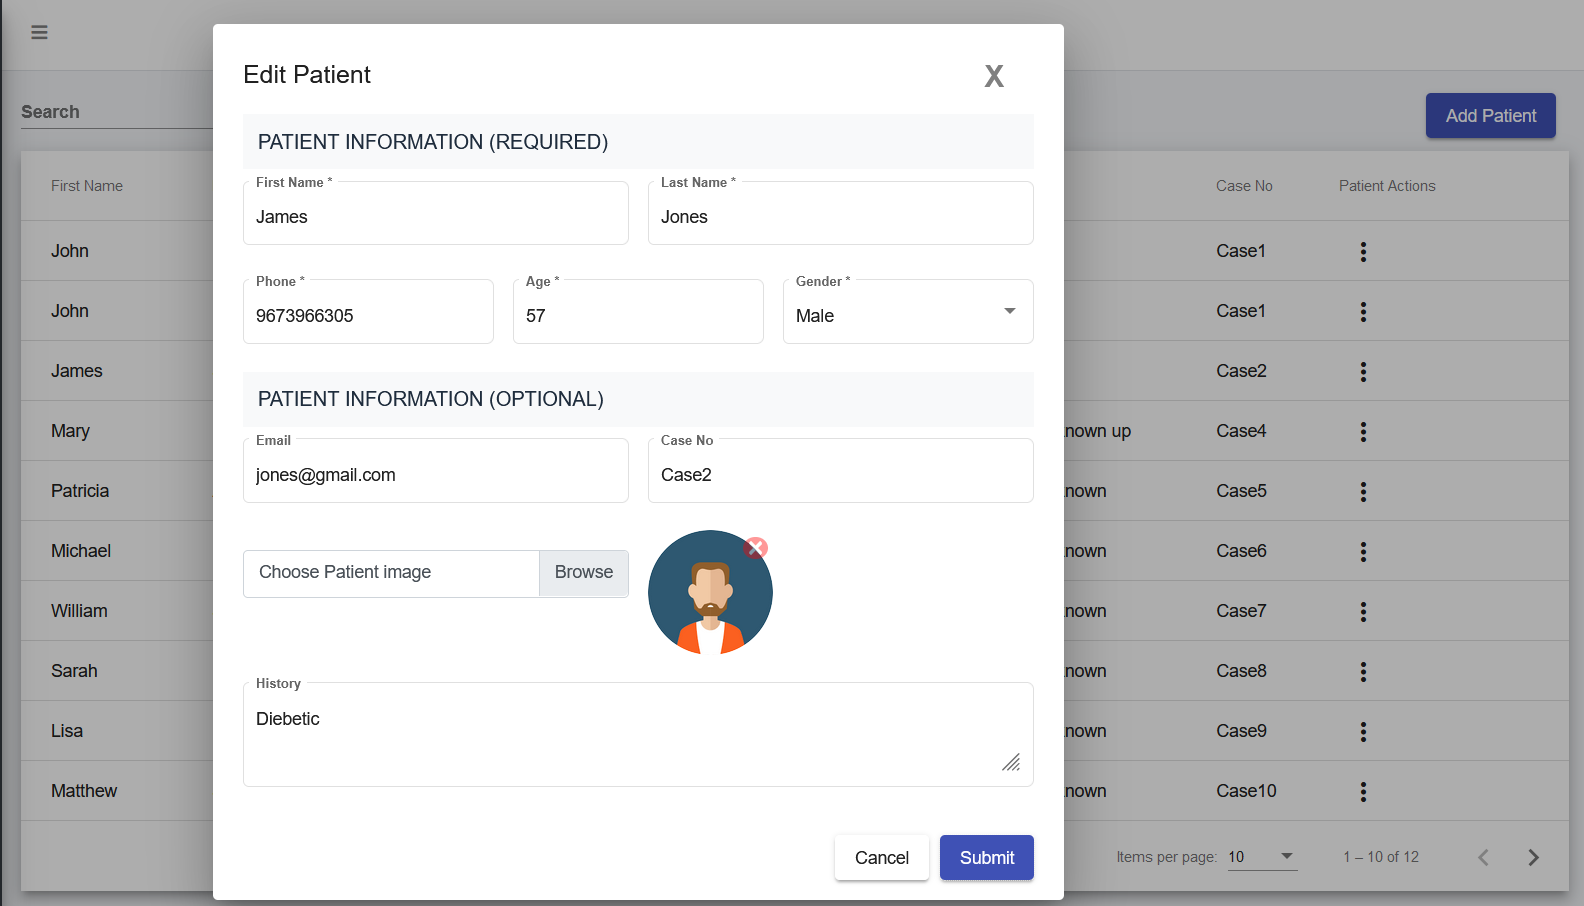 Edit Patient
X
Search
Add Patient
PATIENT INFORMATION (REQUIRED)
First Name *
James
Last Name *
Jones
Phone *
9673966305
Age *
57
Gender *
Male
PATIENT INFORMATION (OPTIONAL)
Email
jones@gmail.com
Case No
Case2
Choose Patient image
Browse
History
Diebetic
Cancel
Submit
First Name
Case No
Patient Actions
John
Case1
John
Case1
James
Case2
Mary
nown up
Case4
Patricia
nown
Case5
Michael
nown
Case6
William
nown
Case7
Sarah
nown
Case8
Lisa
nown
Case9
Matthew
nown
Case10
Items per page:
10
1 – 10 of 12